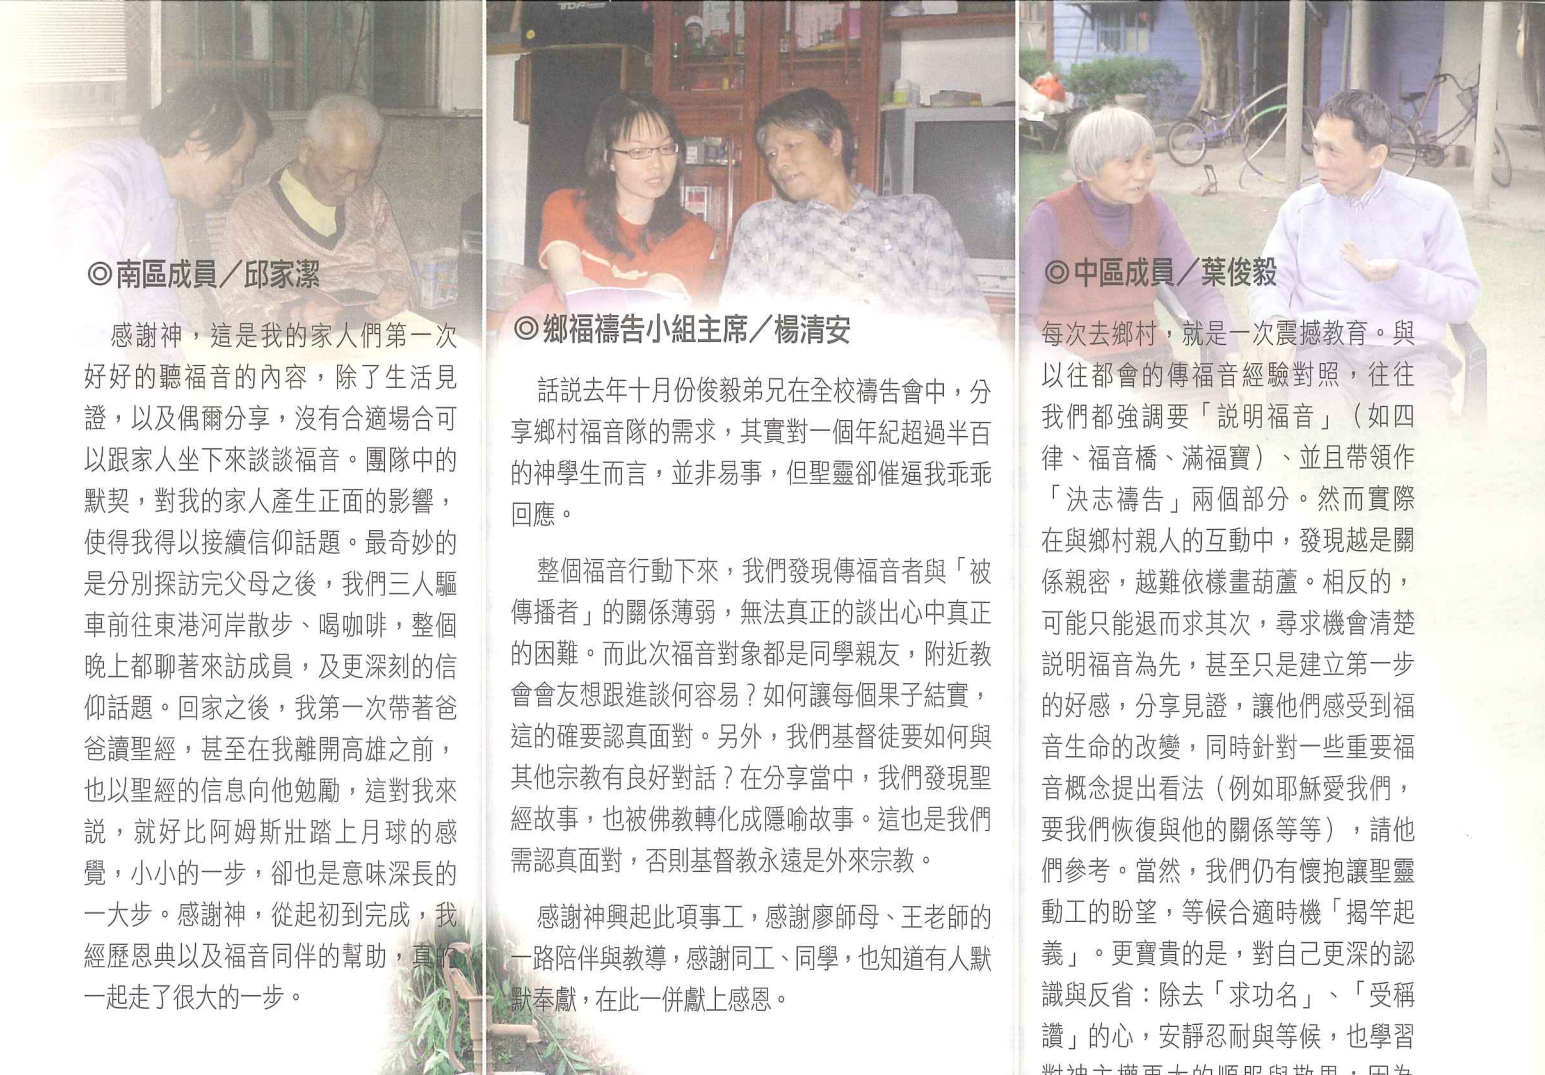 ◎南區成員／邱家潔
感謝神，這是我的家人們第一次
好好的聽福音的內容，除了生活見
證，以及偶爾分享，沒有合適場合可
以跟家人坐下來談談福音。團隊中的
默契，對我的家人產生正面的影響，
使得我得以接續信仰話題。最奇妙的
是分別探訪完父母之後，我們三人驅
車前往東港河岸散步、喝咖啡，整個
晚上都聊著來訪成員，及更深刻的信
仰話題。回家之後，我第一次帶著爸
爸讀聖經，甚至在我離開高雄之前，
也以聖經的信息向他勉勵，這對我來
說，就好比阿姆斯壯踏上月球的感
覺，小小的一步，卻也是意味深長的
一大步。感謝神，從起初到完成，我
經歷恩典以及福音同伴的幫助，真的
一起走了很大的一步。
◎鄉福禱告小組主席／楊清安
話說去年十月份俊毅弟兄在全校禱告會中，分
享鄉村福音隊的需求，其實對一個年紀超過半百
的神學生而言，並非易事，但聖靈卻催逼我乖乖
回應。
整個福音行動下來，我們發現傳福音者與「被
傳播者」的關係薄弱，無法真正的談出心中真正
的困難。而此次福音對象都是同學親友，附近教
會會友想跟進談何容易？如何讓每個果子結實，
這的確要認真面對。另外，我們基督徒要如何與
其他宗教有良好對話？在分享當中，我們發現聖
經故事，也被佛教轉化成隱喻故事。這也是我們
需認真面對，否則基督教永遠是外來宗教。
感謝神興起此項事工，感謝廖師母、王老師的
一路陪伴與教導，感謝同工、同學，也知道有人默
默奉獻，在此一併獻上感恩。
◎中區成員／葉俊毅
每次去鄉村，就是一次震撼教育。與
以往都會的傳福音經驗對照，往往
我們都強調要「説明福音」（如四
律、福音橋、滿福寶）、並且帶領作
「決志禱告」兩個部分。然而實際
在與鄉村親人的互動中，發現越是關
係親密，越難依樣畫葫蘆。相反的，
可能只能退而求其次，尋求機會清楚
説明福音為先，甚至只是建立第一步
的好感，分享見證，讓他們感受到福
音生命的改變，同時針對一些重要福
音概念提出看法（例如耶穌愛我們，
要我們恢復與他的關係等等），請他
們參考。當然，我們仍有懷抱讓聖靈
動工的盼望，等候合適時機「揭竿起
義」。更寶貴的是，對自己更深的認
識與反省：除去「求功名」、「受稱
讚」的心，安靜忍耐與等候，也學習
對神主權更大的順服與敬畏；因為